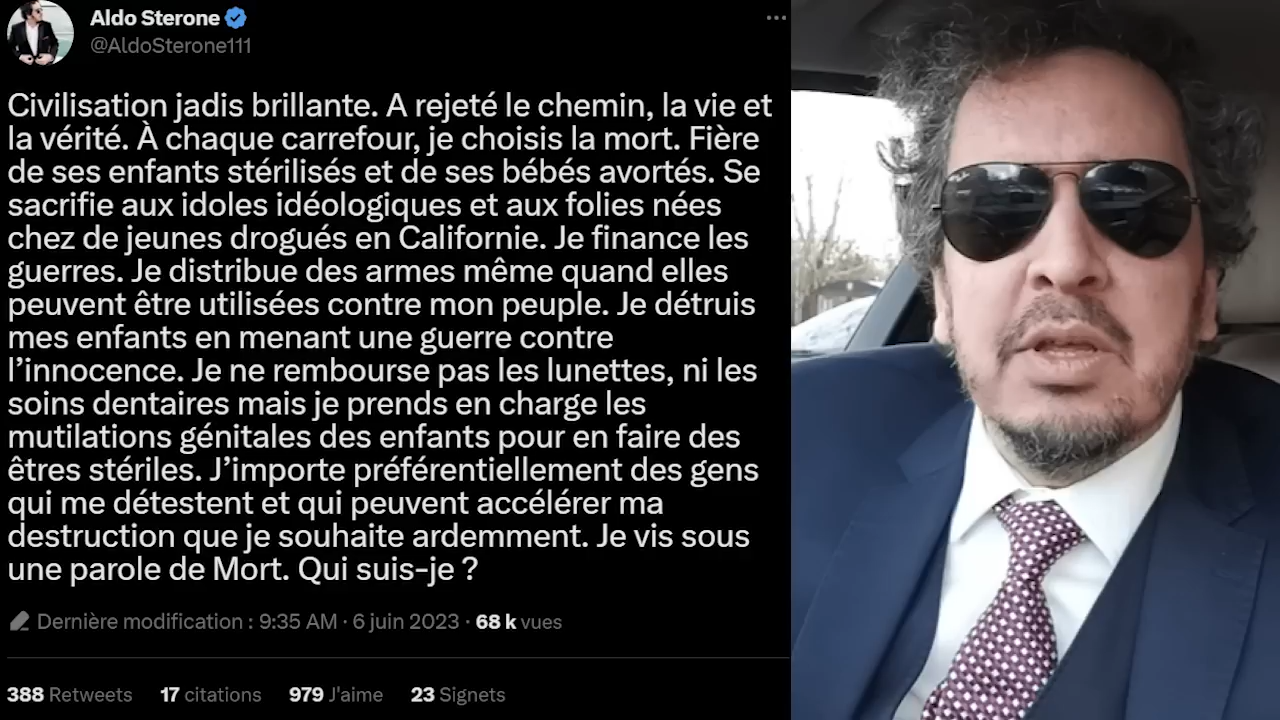 Aldo Sterone
@AldoSterone111
Civilisation jadis brillante. A rejeté le chemin, la vie et
la vérité. À chaque carrefour, je choisis la mort. Fière
de ses enfants stérilisés et de ses bébés avortés. Se
sacrifie aux idoles idéologiques et aux folies nées
chez de jeunes drogués en Californie. Je finance les
guerres. Je distribue des armes même quand elles
peuvent être utilisées contre mon peuple. Je détruis
mes enfants en menant une guerre contre
l’innocence. Je ne rembourse pas les lunettes, ni les
soins dentaires mais je prends en charge les
mutilations génitales des enfants pour en faire des
êtres stériles. J’importe préférentiellement des gens
qui me détestent et qui peuvent accélérer ma
destruction que je souhaite ardemment. Je vis sous
une parole de Mort. Qui suis-je ?
Dernière modification : 9:35 AM · 6 juin 2023 · 68 k vues
388 Retweets 17 citations 979 J'aime 23 Signets